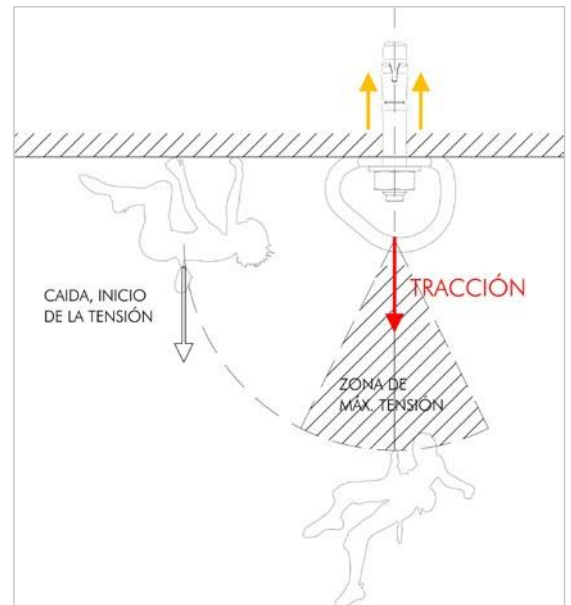 CAIDA, INICIO
DE LA TENSIÓN
TRACCIÓN
ZONA DE
MÁX. TENSIÓN